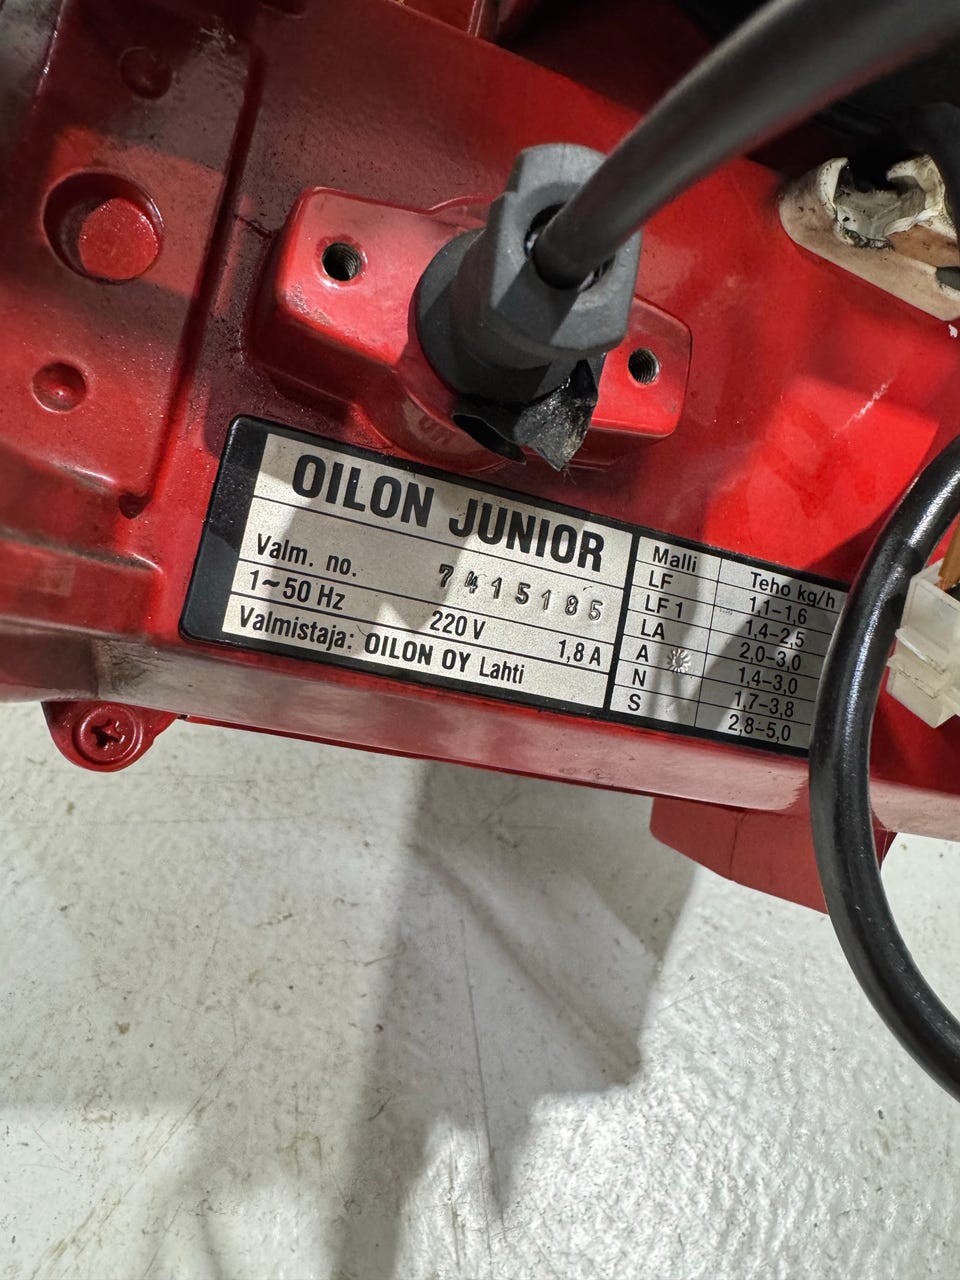 OILON JUNIOR
Valm. no. 7415185
1~50 Hz 220 V 1,8 A
Valmistaja: OILON OY Lahti
Malli Teho kg/h
LF 1,1-1,6
LF 1 1,4-2,5
LA 2,0-3,0
A 1,4-3,0
N 1,7-3,8
S 2,8-5,0